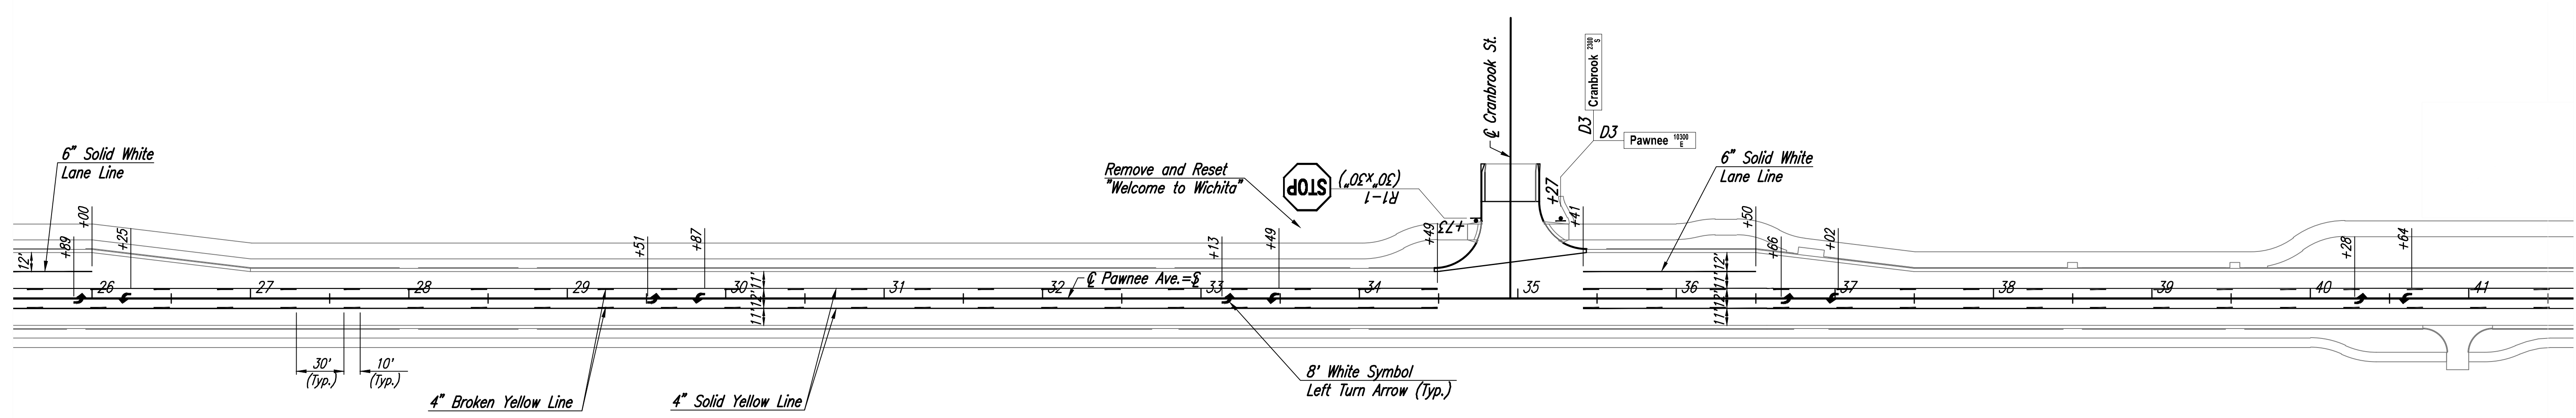 6" Solid White
Lane Line
12'
+89
+00
+25
+51
+87
+13
+49
Remove and Reset
"Welcome to Wichita"
STOP
R1-1
(30"x30")
+73
+49
₵ Cranbrook St.
Cranbrook 2300 S
D3
D3
Pawnee 10300 E
+27
+41
6" Solid White
Lane Line
+50
+66
+02
+28
+64
26
27
28
29
30
31
32
33
34
35
36
37
38
39
40
41
11'
12'
11'
℄ Pawnee Ave.=
12'
11'
12'
11'
30'
(Typ.)
10'
(Typ.)
4" Broken Yellow Line
4" Solid Yellow Line
8' White Symbol
Left Turn Arrow (Typ.)